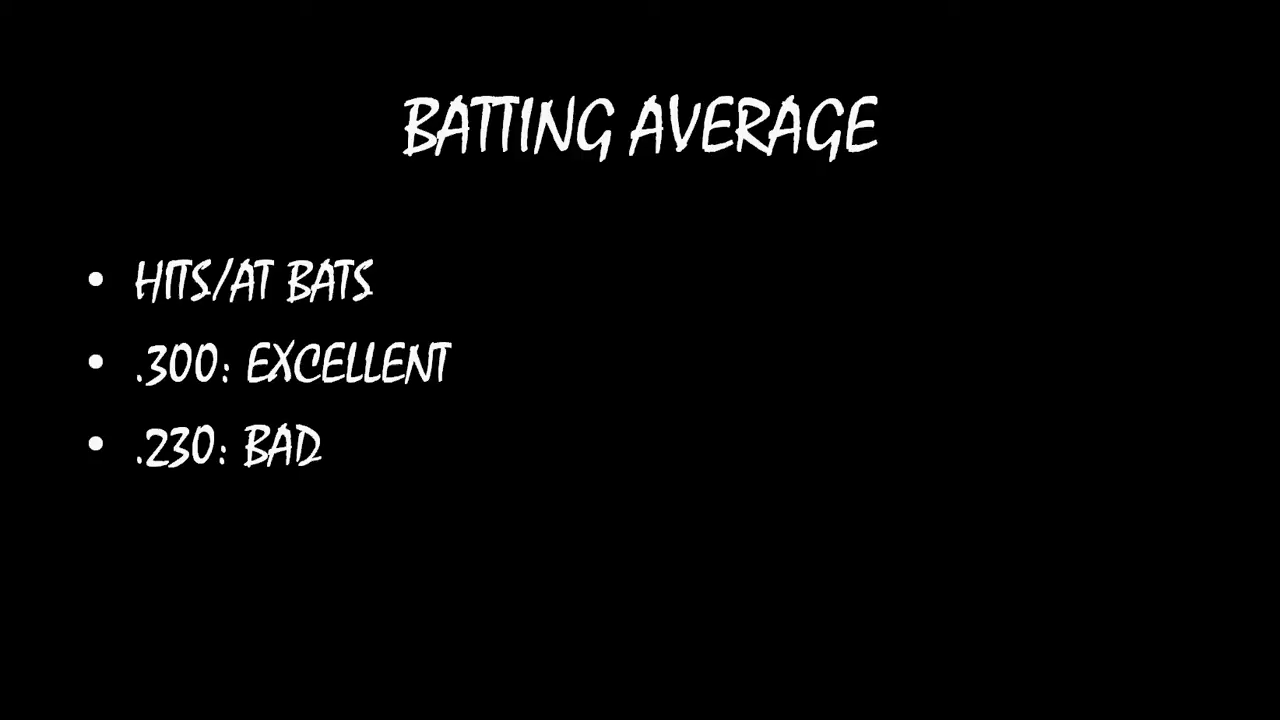 BATTING AVERAGE
• HITS/AT BATS
• .300: EXCELLENT
• .230: BAD